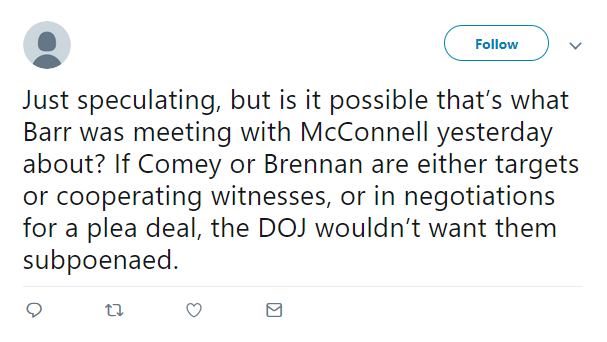 Follow
Just speculating, but is it possible that’s what
Barr was meeting with McConnell yesterday
about? If Comey or Brennan are either targets
or cooperating witnesses, or in negotiations
for a plea deal, the DOJ wouldn’t want them
subpoenaed.